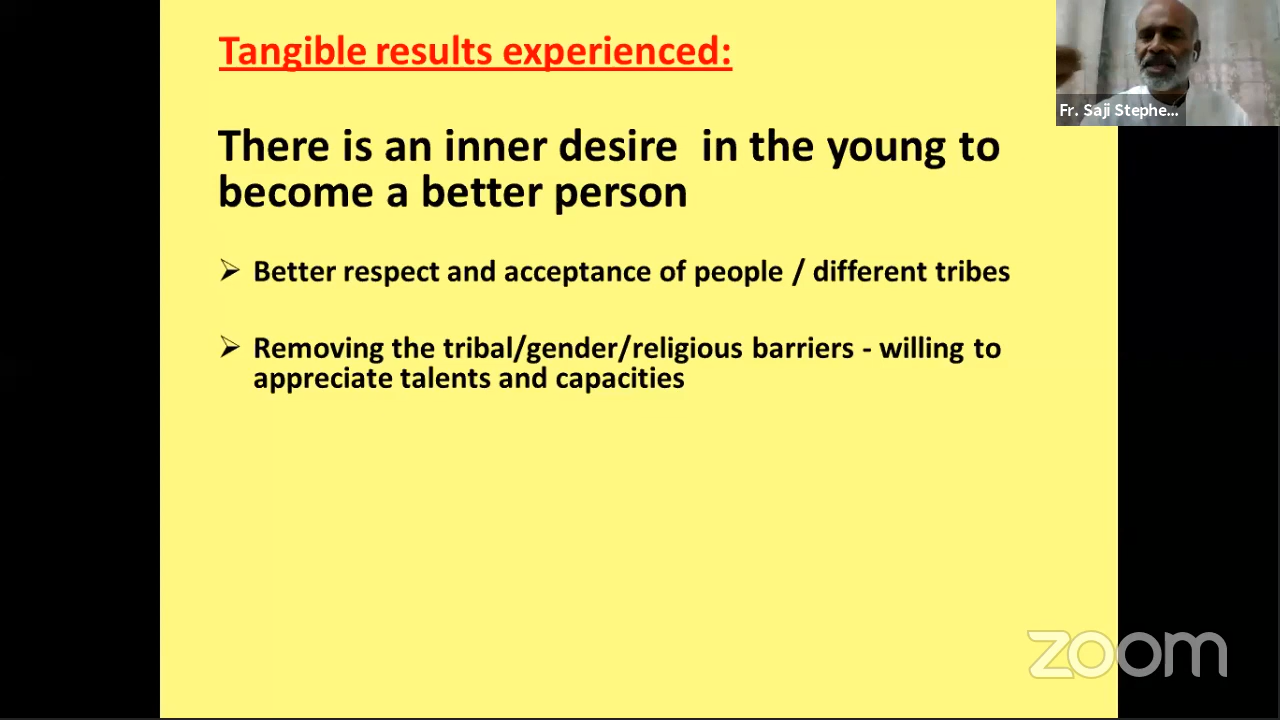 Tangible results experienced:
Fr. Saji Stephe...
There is an inner desire  in the young to
become a better person
➢ Better respect and acceptance of people / different tribes
➢ Removing the tribal/gender/religious barriers - willing to
appreciate talents and capacities
zoom